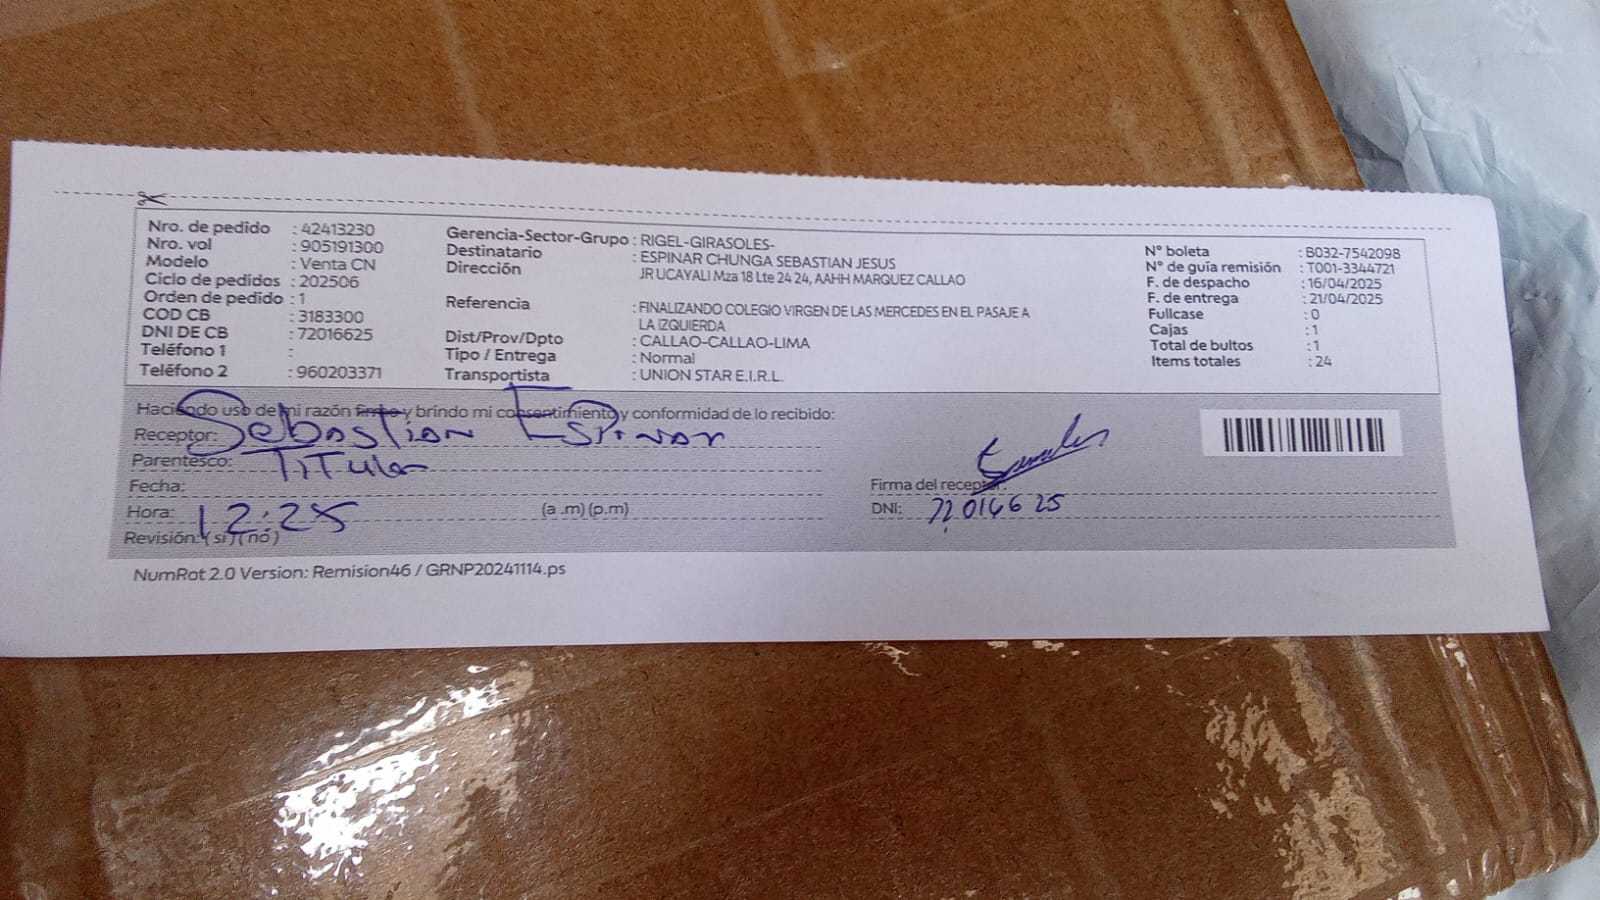 Nro. de pedido : 42413230
Nro. vol : 905191300
Modelo : Venta CN
Ciclo de pedidos : 202506
Orden de pedido : 1
COD CB : 3183300
DNI DE CB : 72016625
Teléfono 1 :
Teléfono 2 : 960203371
Gerencia-Sector-Grupo : RIGEL-GIRASOLES-
Destinatario : ESPINAR CHUNGA SEBASTIAN JESUS
Dirección JR UCAYALI Mza 18 Lte 24 24, AAHH MARQUEZ CALLAO
Referencia : FINALIZANDO COLEGIO VIRGEN DE LAS MERCEDES EN EL PASAJE A
LA IZQUIERDA
Dist/Prov/Dpto : CALLAO-CALLAO-LIMA
Tipo / Entrega : Normal
Transportista : UNION STAR E.I.R.L.
N° boleta : B032-7542098
N° de guía remisión : T001-3344721
F. de despacho : 16/04/2025
F. de entrega : 21/04/2025
Fullcase : 0
Cajas : 1
Total de bultos : 1
Items totales : 24
Haciendo uso de mi razón firmo y brindo mi consentimiento y conformidad de lo recibido:
Receptor: Sebastian Espinar
Parentesco: Titular
Fecha:
Hora: 12:25 (a .m) (p.m)
Revisión: ( si ) ( no )
Firma del receptor:
DNI: 72016625
NumRot 2.0 Version: Remision46 / GRNP20241114.ps